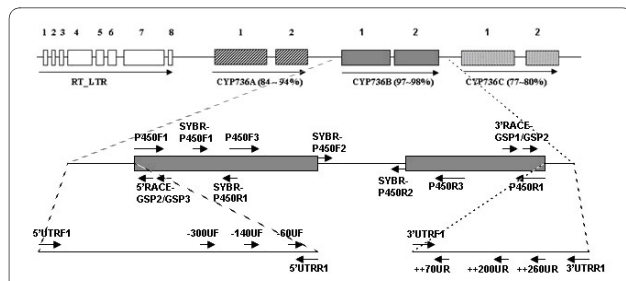 1 2 3 4 5 6 7 8 1 2 1 2 1 2
RT_LTR CYP736A (84~94%) CYP736B (97~98%) CYP736C (77~80%)
P450F1 SYBR-P450F1 P450F3 SYBR-P450F2 3'RACE-GSP1/GSP2
5'RACE-GSP2/GSP3 SYBR-P450R1 SYBR-P450R2 P450R3 P450R1
5'UTRF1 -300UF -140UF -60UF 3'UTRF1
5'UTRR1 ++70UR ++200UR ++260UR 3'UTRR1